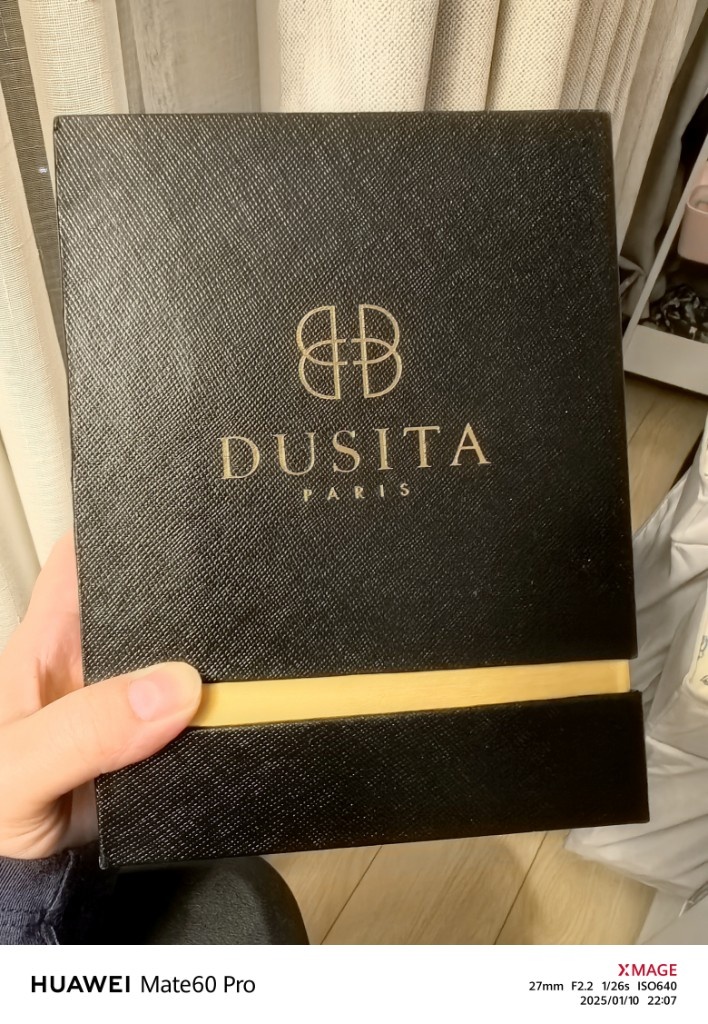 DUSITA
PARIS
HUAWEI Mate60 Pro
XMAGE
27mm F2.2 1/26s ISO640
2025/01/10 22:07